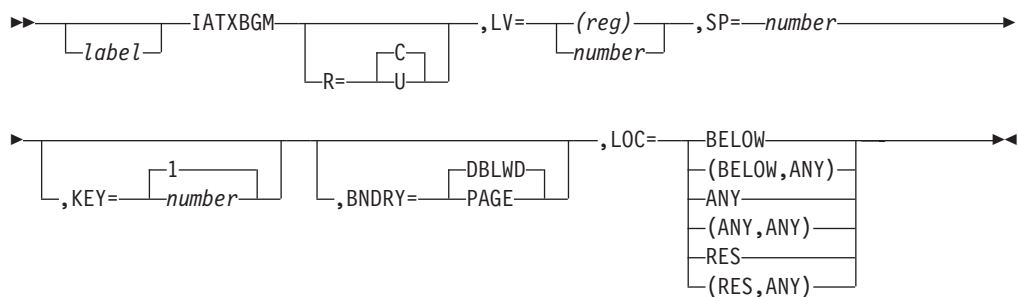 IATXBGM ,LV= (reg) ,SP= number
label C number
R= U
,LOC= BELOW
1 DBLWD (BELOW,ANY)
,KEY= number ,BNDRY= PAGE ANY
(ANY,ANY)
RES
(RES,ANY)